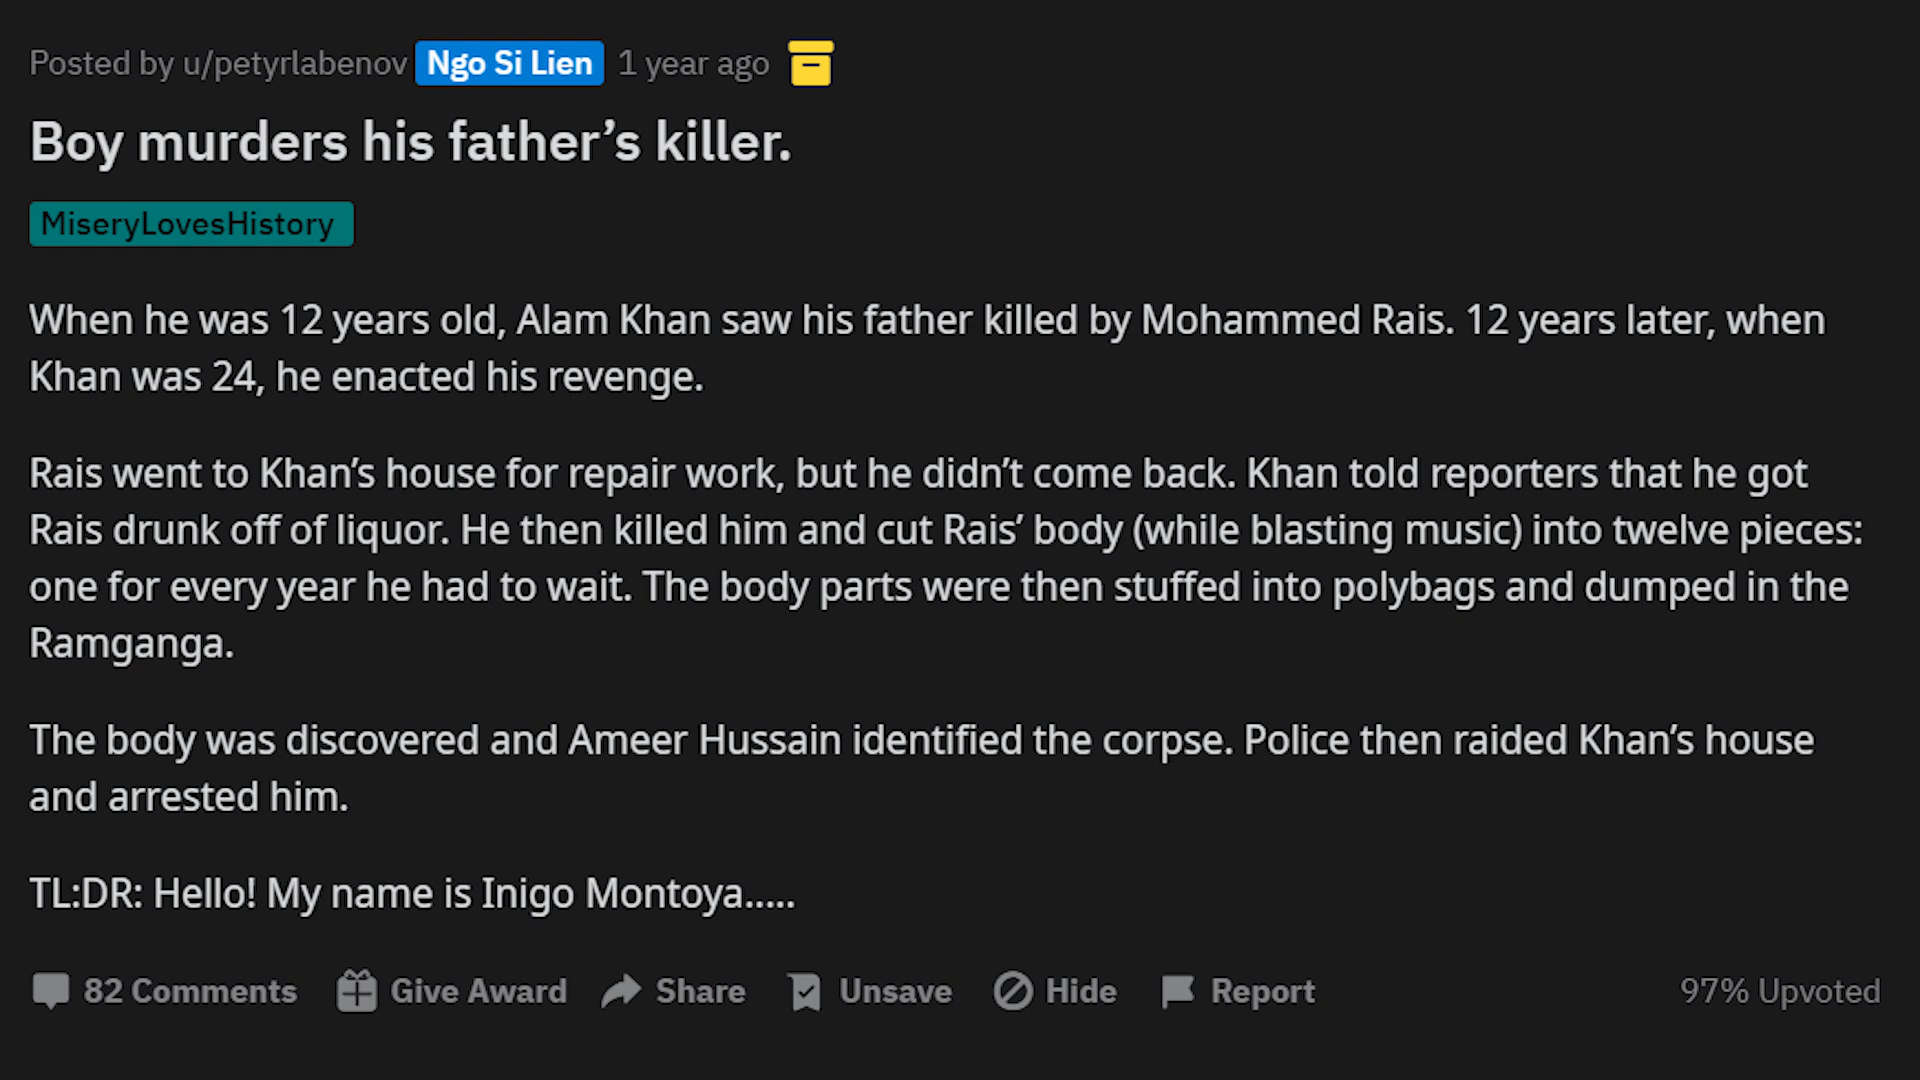 Posted by u/petyrlabenov Ngo Si Lien 1 year ago
Boy murders his father’s killer.
MiseryLovesHistory
When he was 12 years old, Alam Khan saw his father killed by Mohammed Rais. 12 years later, when
Khan was 24, he enacted his revenge.
Rais went to Khan’s house for repair work, but he didn’t come back. Khan told reporters that he got
Rais drunk off of liquor. He then killed him and cut Rais’ body (while blasting music) into twelve pieces:
one for every year he had to wait. The body parts were then stuffed into polybags and dumped in the
Ramganga.
The body was discovered and Ameer Hussain identified the corpse. Police then raided Khan’s house
and arrested him.
TL:DR: Hello! My name is Inigo Montoya.....
82 Comments Give Award Share Unsave Hide Report 97% Upvoted